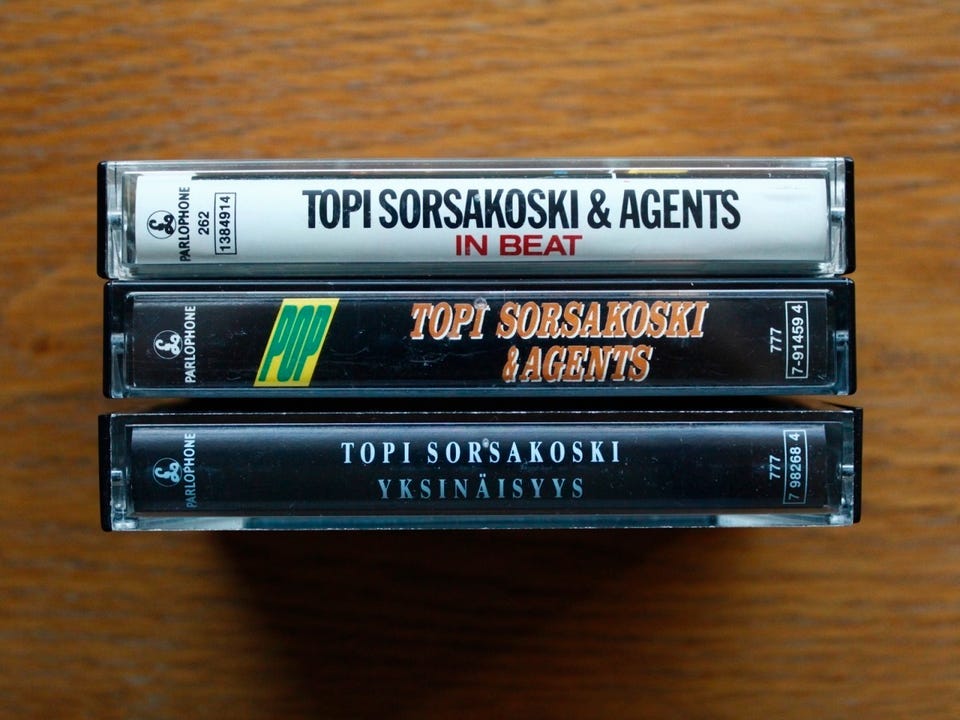 PARLOPHONE
262
1384914
TOPI SORSAKOSKI & AGENTS
IN BEAT
PARLOPHONE
POP
TOPI SORSAKOSKI
& AGENTS
777
7-91459 4
PARLOPHONE
TOPI SORSAKOSKI
YKSINÄISYYS
777
7 98268 4